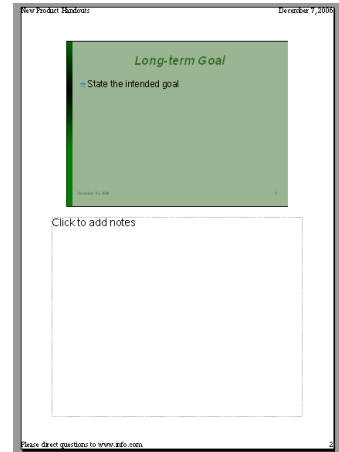 New Product Handouts
December 7, 2006
Long-term Goal
State the intended goal
Click to add notes
Please direct questions to www.info.com
2